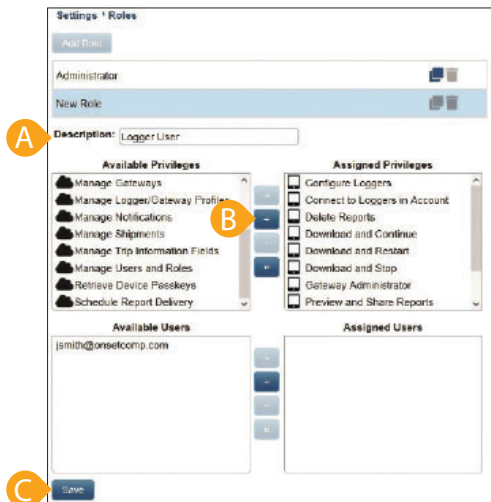 Settings * Roles
Add Role
Administrator
New Role
A
Description: Logger User
Available Privileges
Assigned Privileges
Manage Gateways
Manage Logger/Gateway Profiles
Manage Notifications
Manage Shipments
Manage Trip Information Fields
Manage Users and Roles
Retrieve Device Passkeys
Schedule Report Delivery
B
Configure Loggers
Connect to Loggers in Account
Delete Reports
Download and Continue
Download and Restart
Download and Stop
Gateway Administrator
Preview and Share Reports
Available Users
Assigned Users
jsmith@onsetcomp.com
C
Save